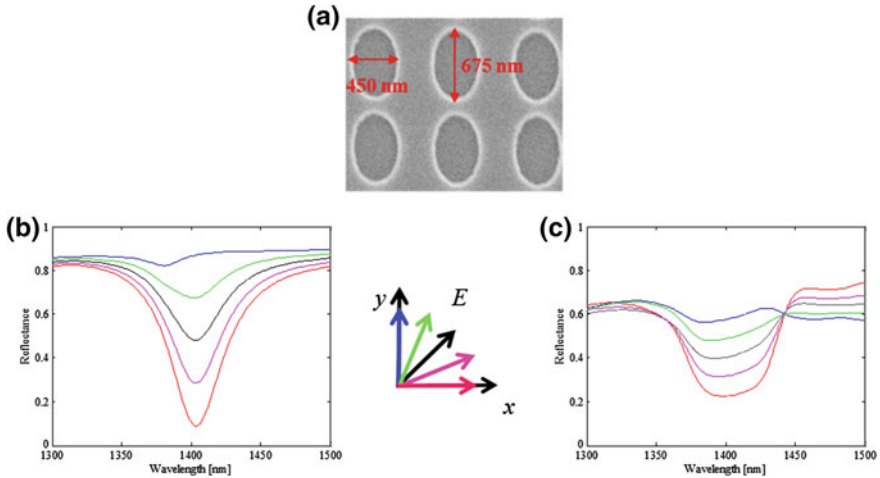 (a)
450 nm
675 nm
(b)
1
0.8
0.6
0.4
0.2
0
Reflectance
1300
1350
1400
1450
1500
Wavelength [nm]
y
E
x
(c)
1
0.8
0.6
0.4
0.2
0
Reflectance
1300
1350
1400
1450
1500
Wavelength [nm]